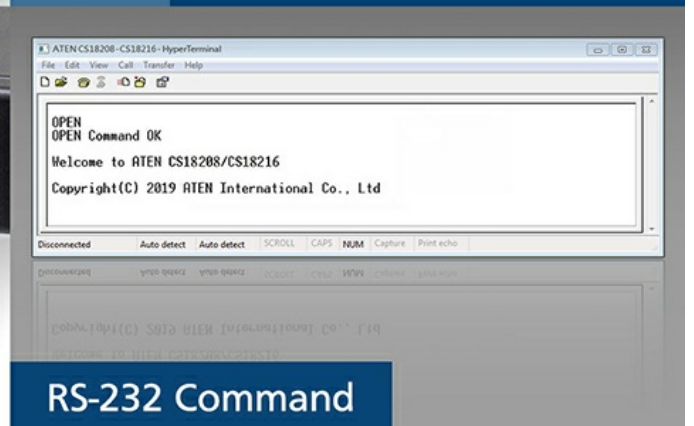 ATEN CS18208-CS18216- HyperTerminal
File Edit View Call Transfer Help
OPEN
OPEN Command OK
Welcome to ATEN CS18208/CS18216
Copyright(C) 2019 ATEN International Co., Ltd
Disconnected Auto detect Auto detect SCROLL CAPS NUM Capture Print echo
RS-232 Command